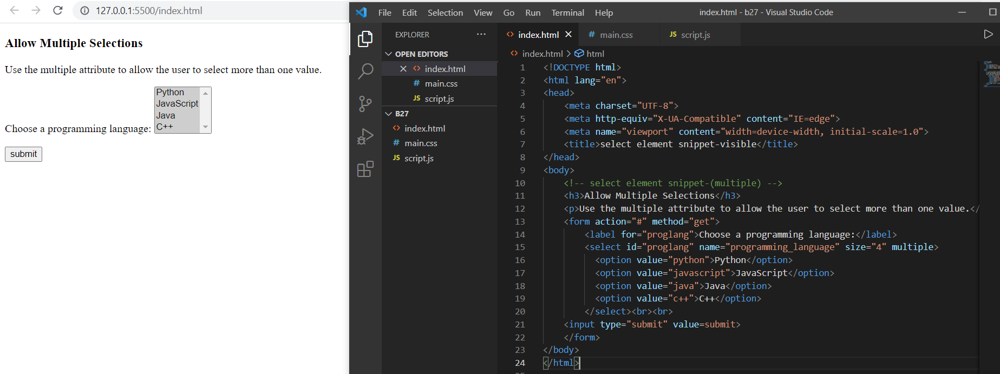 127.0.0.1:5500/index.html
Allow Multiple Selections
Use the multiple attribute to allow the user to select more than one value.
Choose a programming language:
Python
JavaScript
Java
C++
submit
File Edit Selection View Go Run Terminal Help
index.html - b27 - Visual Studio Code
EXPLORER
OPEN EDITORS
index.html
# main.css
JS script.js
B27
index.html
# main.css
JS script.js
index.html
# main.css
JS script.js
index.html > html
1 <!DOCTYPE html>
2 <html lang="en">
3 <head>
4 <meta charset="UTF-8">
5 <meta http-equiv="X-UA-Compatible" content="IE=edge">
6 <meta name="viewport" content="width=device-width, initial-scale=1.0">
7 <title>select element snippet-visible</title>
8 </head>
9 <body>
10 <!-- select element snippet-(multiple) -->
11 <h3>Allow Multiple Selections</h3>
12 <p>Use the multiple attribute to allow the user to select more than one value.</
13 <form action="#" method="get">
14 <label for="proglang">Choose a programming language:</label>
15 <select id="proglang" name="programming_language" size="4" multiple>
16 <option value="python">Python</option>
17 <option value="javascript">JavaScript</option>
18 <option value="java">Java</option>
19 <option value="c++">C++</option>
20 </select><br><br>
21 <input type="submit" value=submit>
22 </form>
23 </body>
24 </html>